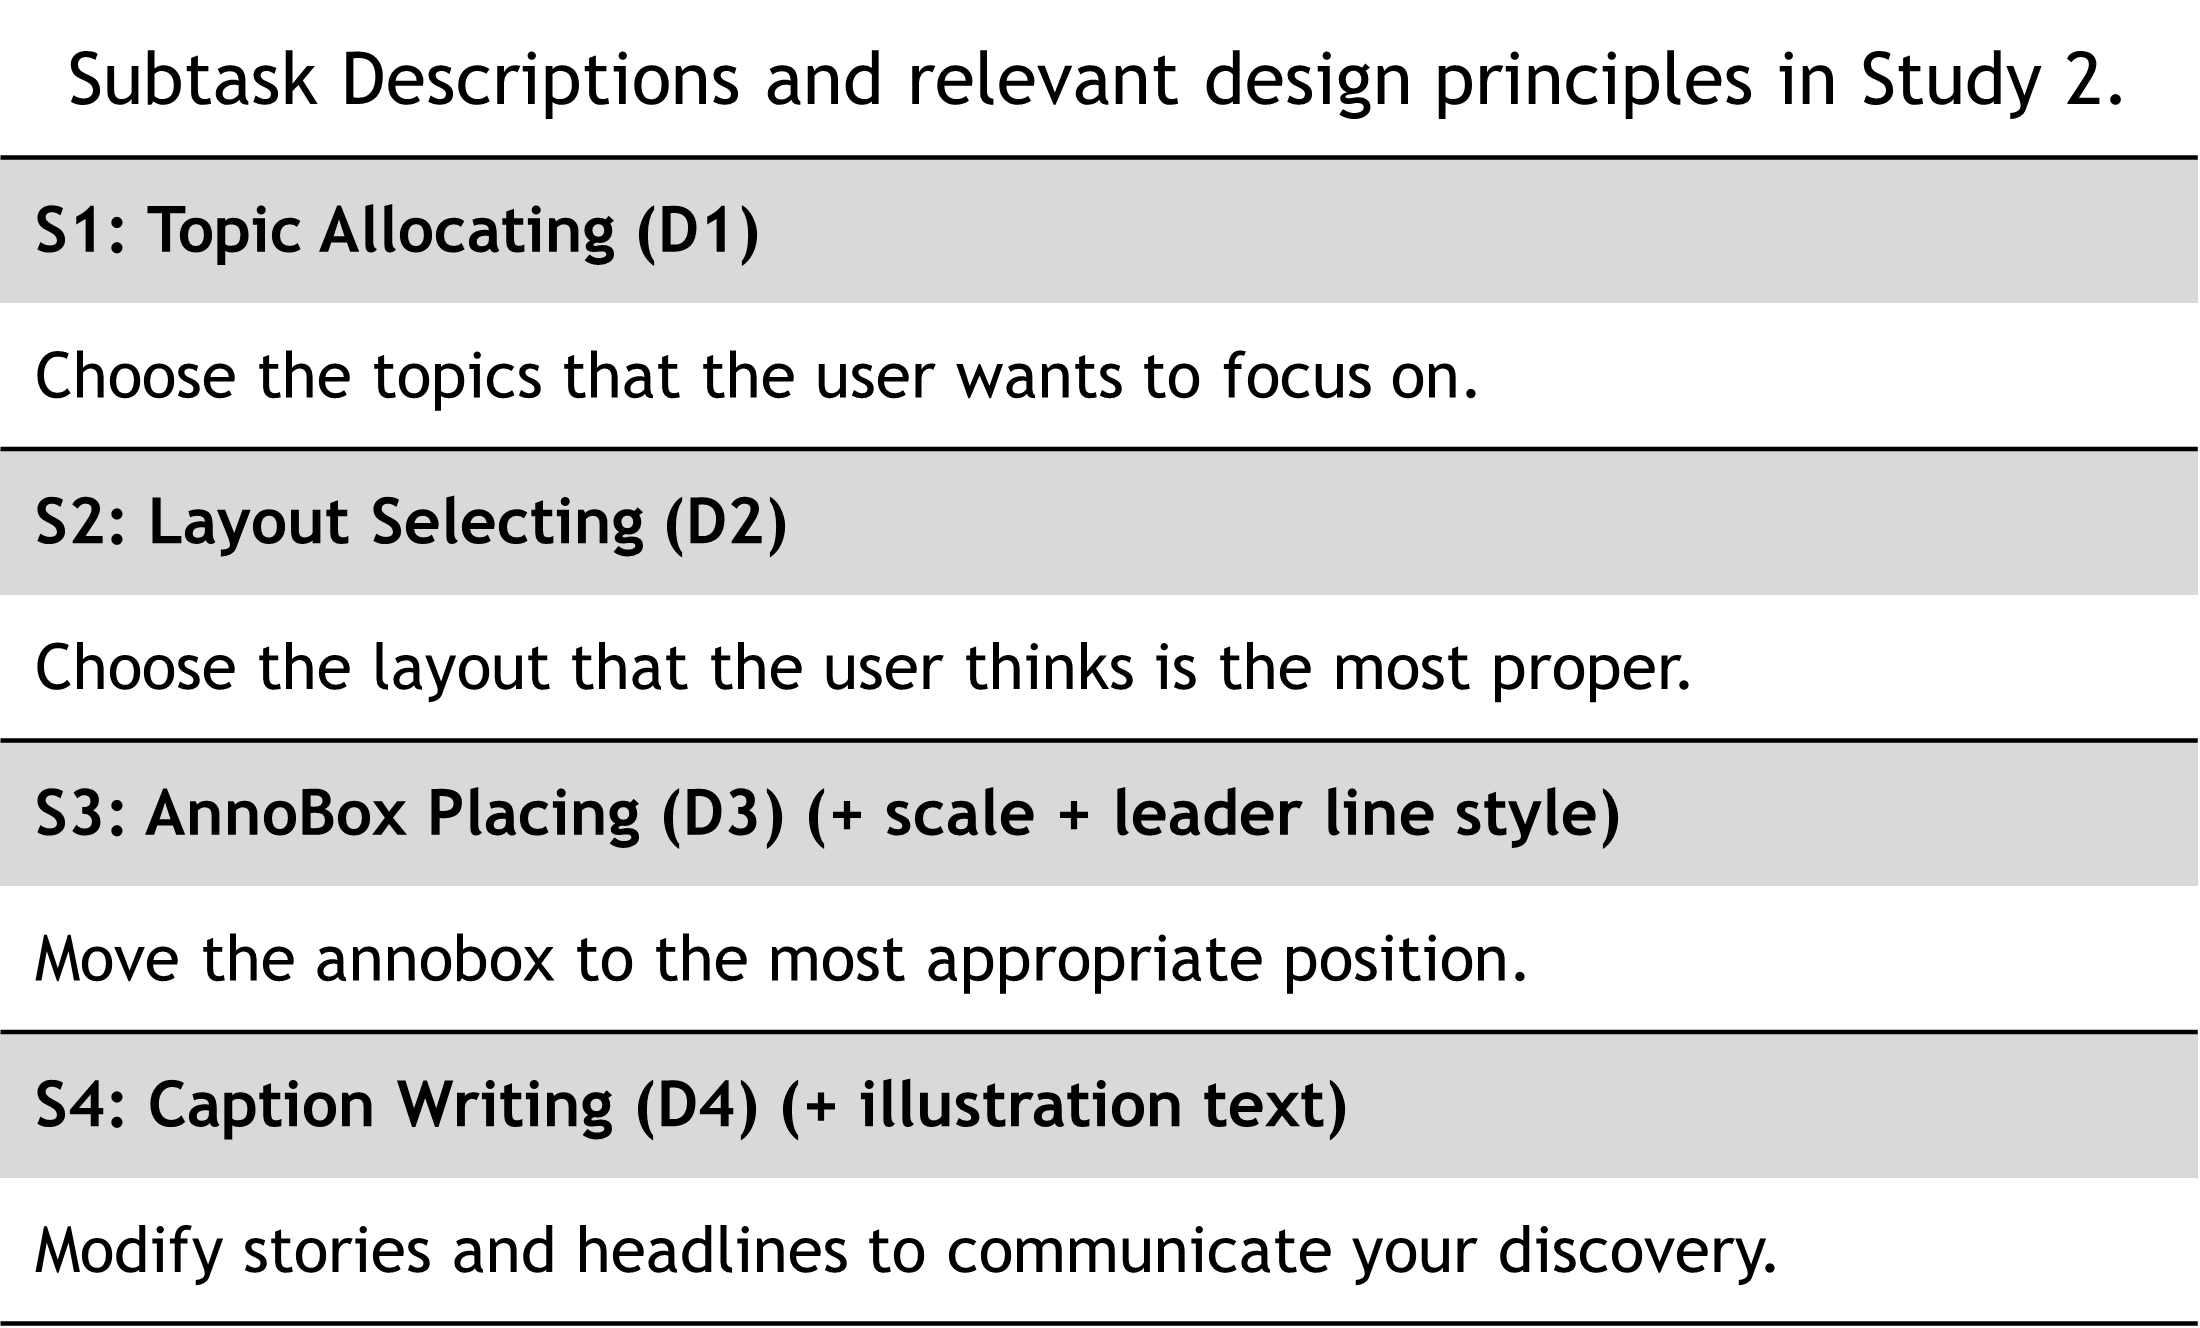 Subtask Descriptions and relevant design principles in Study 2.
S1: Topic Allocating (D1)
Choose the topics that the user wants to focus on.
S2: Layout Selecting (D2)
Choose the layout that the user thinks is the most proper.
S3: AnnoBox Placing (D3) (+ scale + leader line style)
Move the annobox to the most appropriate position.
S4: Caption Writing (D4) (+ illustration text)
Modify stories and headlines to communicate your discovery.